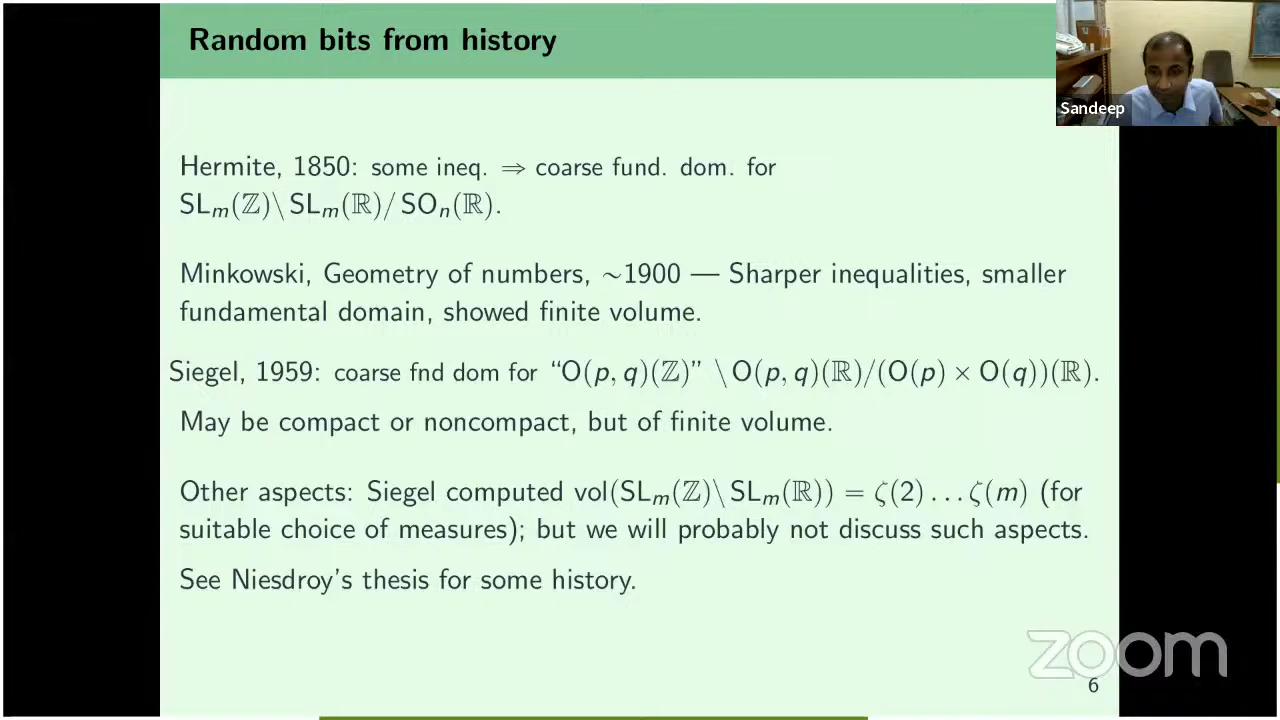 Random bits from history
Sandeep
Hermite, 1850: some ineq. ⇒ coarse fund. dom. for
SLₘ(ℤ)\ SLₘ(ℝ)/ SOₙ(ℝ).
Minkowski, Geometry of numbers, ∼1900 — Sharper inequalities, smaller
fundamental domain, showed finite volume.
Siegel, 1959: coarse fnd dom for “O(p, q)(ℤ)” \ O(p, q)(ℝ)/(O(p) × O(q))(ℝ).
May be compact or noncompact, but of finite volume.
Other aspects: Siegel computed vol(SLₘ(ℤ)\ SLₘ(ℝ)) = ζ(2) . . . ζ(m) (for
suitable choice of measures); but we will probably not discuss such aspects.
See Niesdroy's thesis for some history.
zoom
6